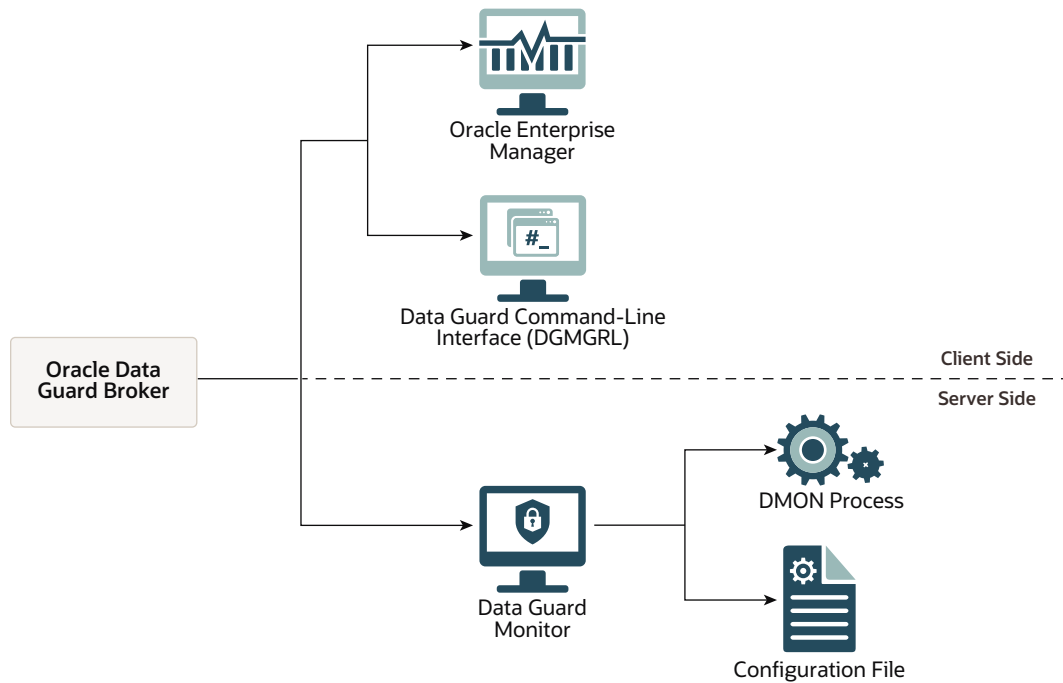 Oracle Enterprise
Manager
#_
Data Guard Command-Line
Interface (DGMGRL)
Oracle Data
Guard Broker
Client Side
Server Side
DMON Process
Data Guard
Monitor
Configuration File